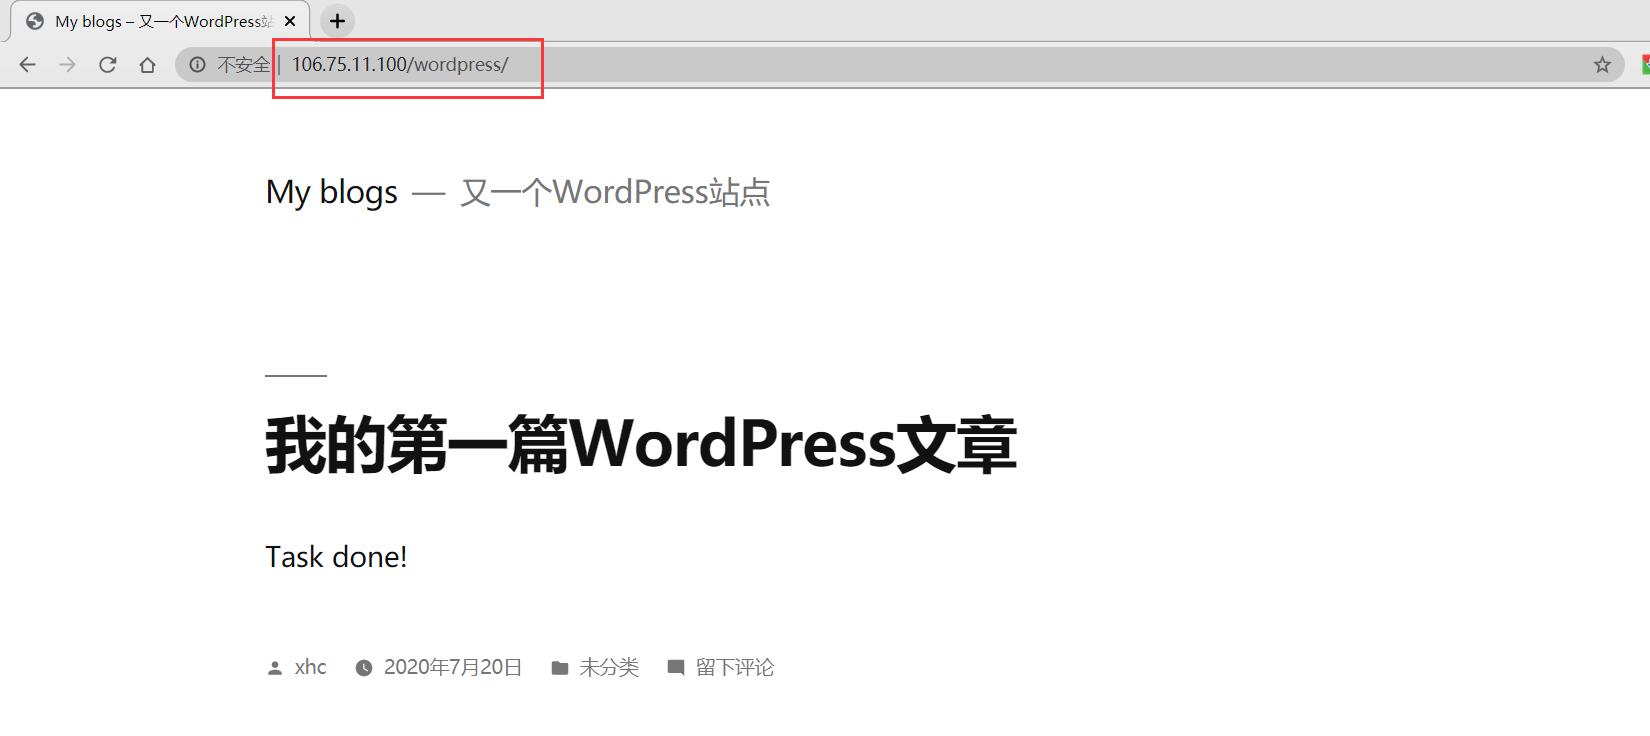 My blogs – 又一个WordPress站
不安全 | 106.75.11.100/wordpress/
My blogs — 又一个WordPress站点
我的第一篇WordPress文章
Task done!
xhc 2020年7月20日 未分类 留下评论